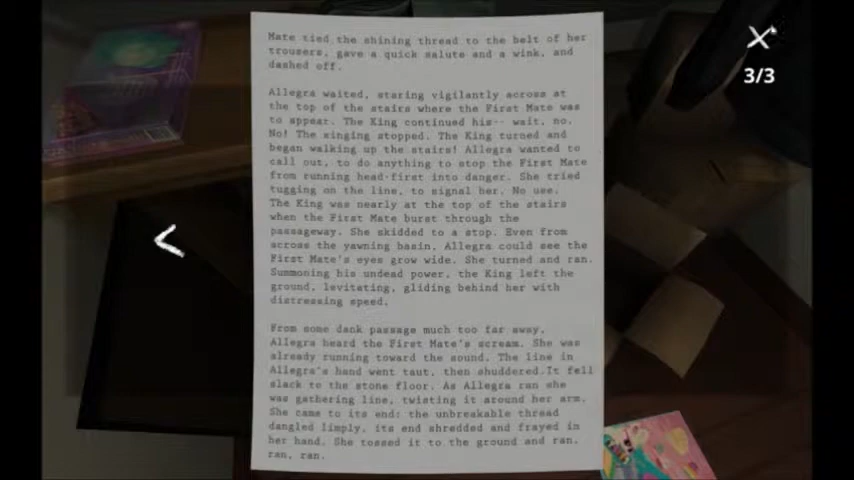 Mate tied the shining thread to the belt of her
trousers, gave a quick salute and a wink, and
dashed off.
Allegra waited, staring vigilantly across at
the top of the stairs where the First Mate was
to appear. The King continued his-- wait, no.
No! The singing stopped. The King turned and
began walking up the stairs! Allegra wanted to
call out, to do anything to stop the First Mate
from running head-first into danger. She tried
tugging on the line, to signal her. No use.
The King was nearly at the top of the stairs
when the First Mate burst through the
passageway. She skidded to a stop. Even from
across the yawning basin, Allegra could see the
First Mate's eyes grow wide. She turned and ran.
Summoning his undead power, the King left the
ground, levitating, gliding behind her with
distressing speed.
From some dank passage much too far away,
Allegra heard the First Mate's scream. She was
already running toward the sound. The line in
Allegra's hand went taut, then shuddered.It fell
slack to the stone floor. As Allegra ran she
was gathering line, twisting it around her arm.
She came to its end: the unbreakable thread
dangled limply, its end shredded and frayed in
her hand. She tossed it to the ground and ran,
ran, ran.
3/3